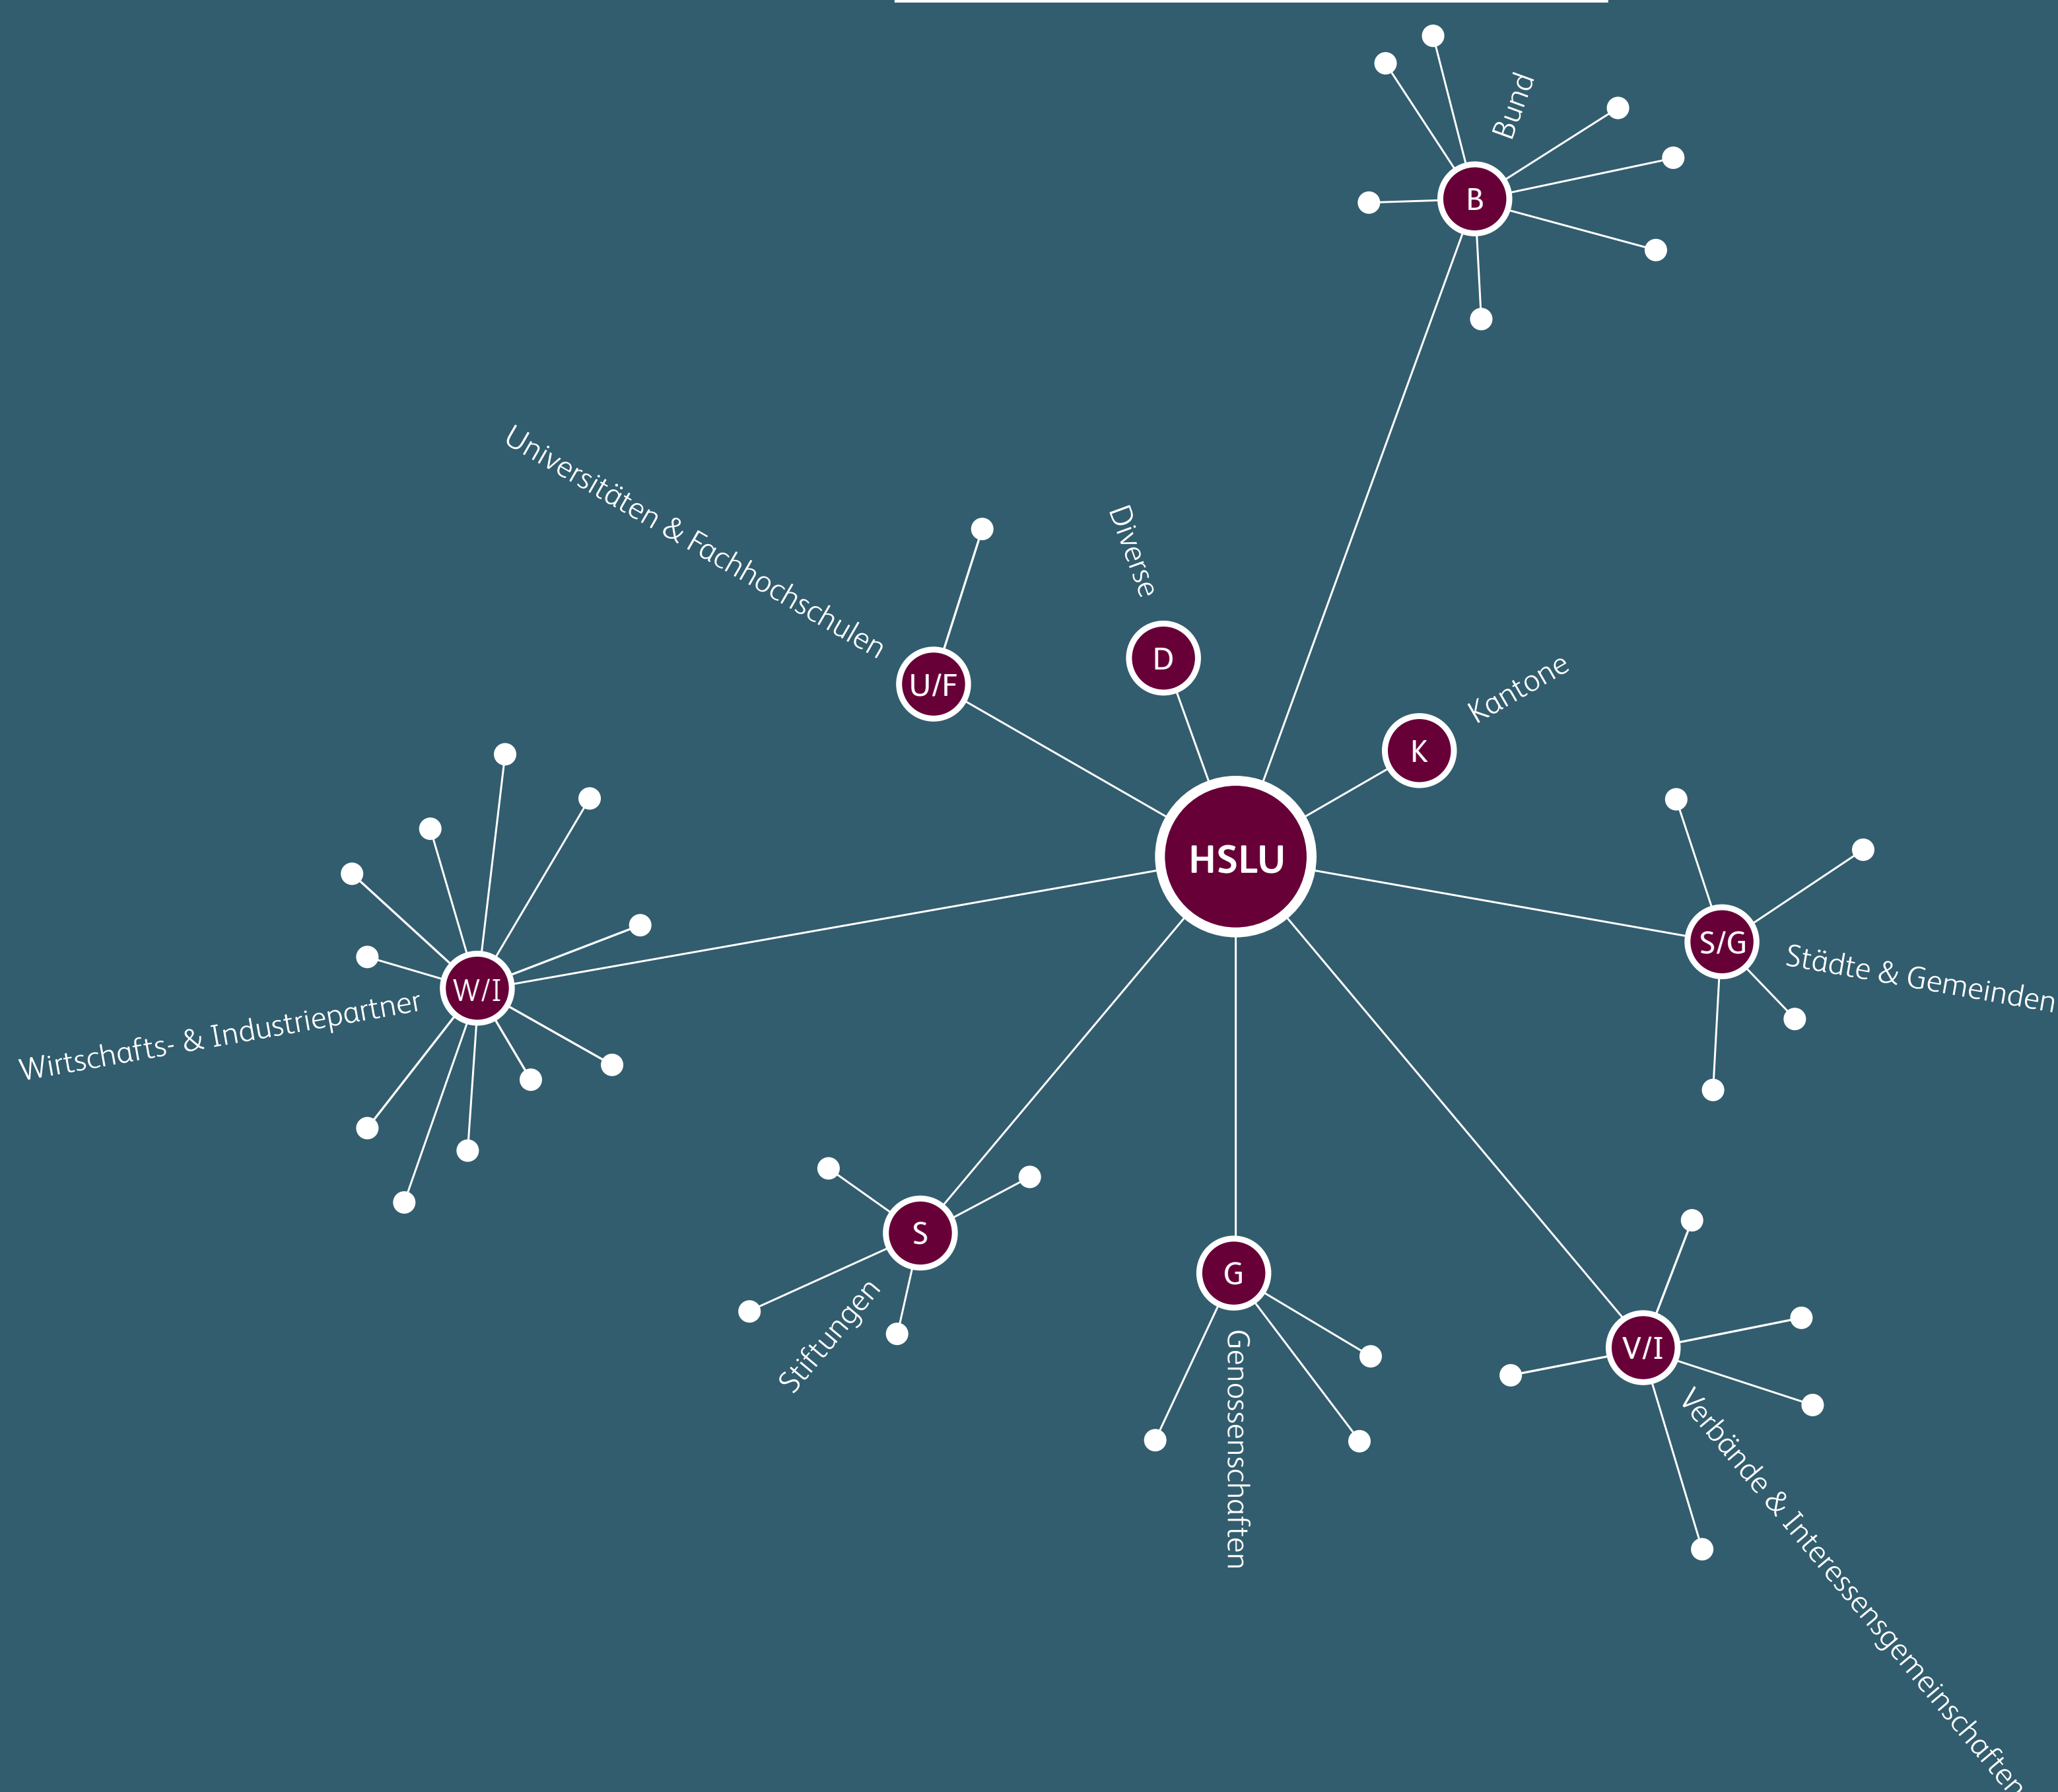 Bund
B
Universitäten & Fachhochschulen
Diverse
U/F
D
Kantone
K
HSLU
S/G
Städte & Gemeinden
W/I
Wirtschafts- & Industriepartner
S
Stiftungen
G
Genossenschaften
V/I
Verbände & Interessensgemeinschaften